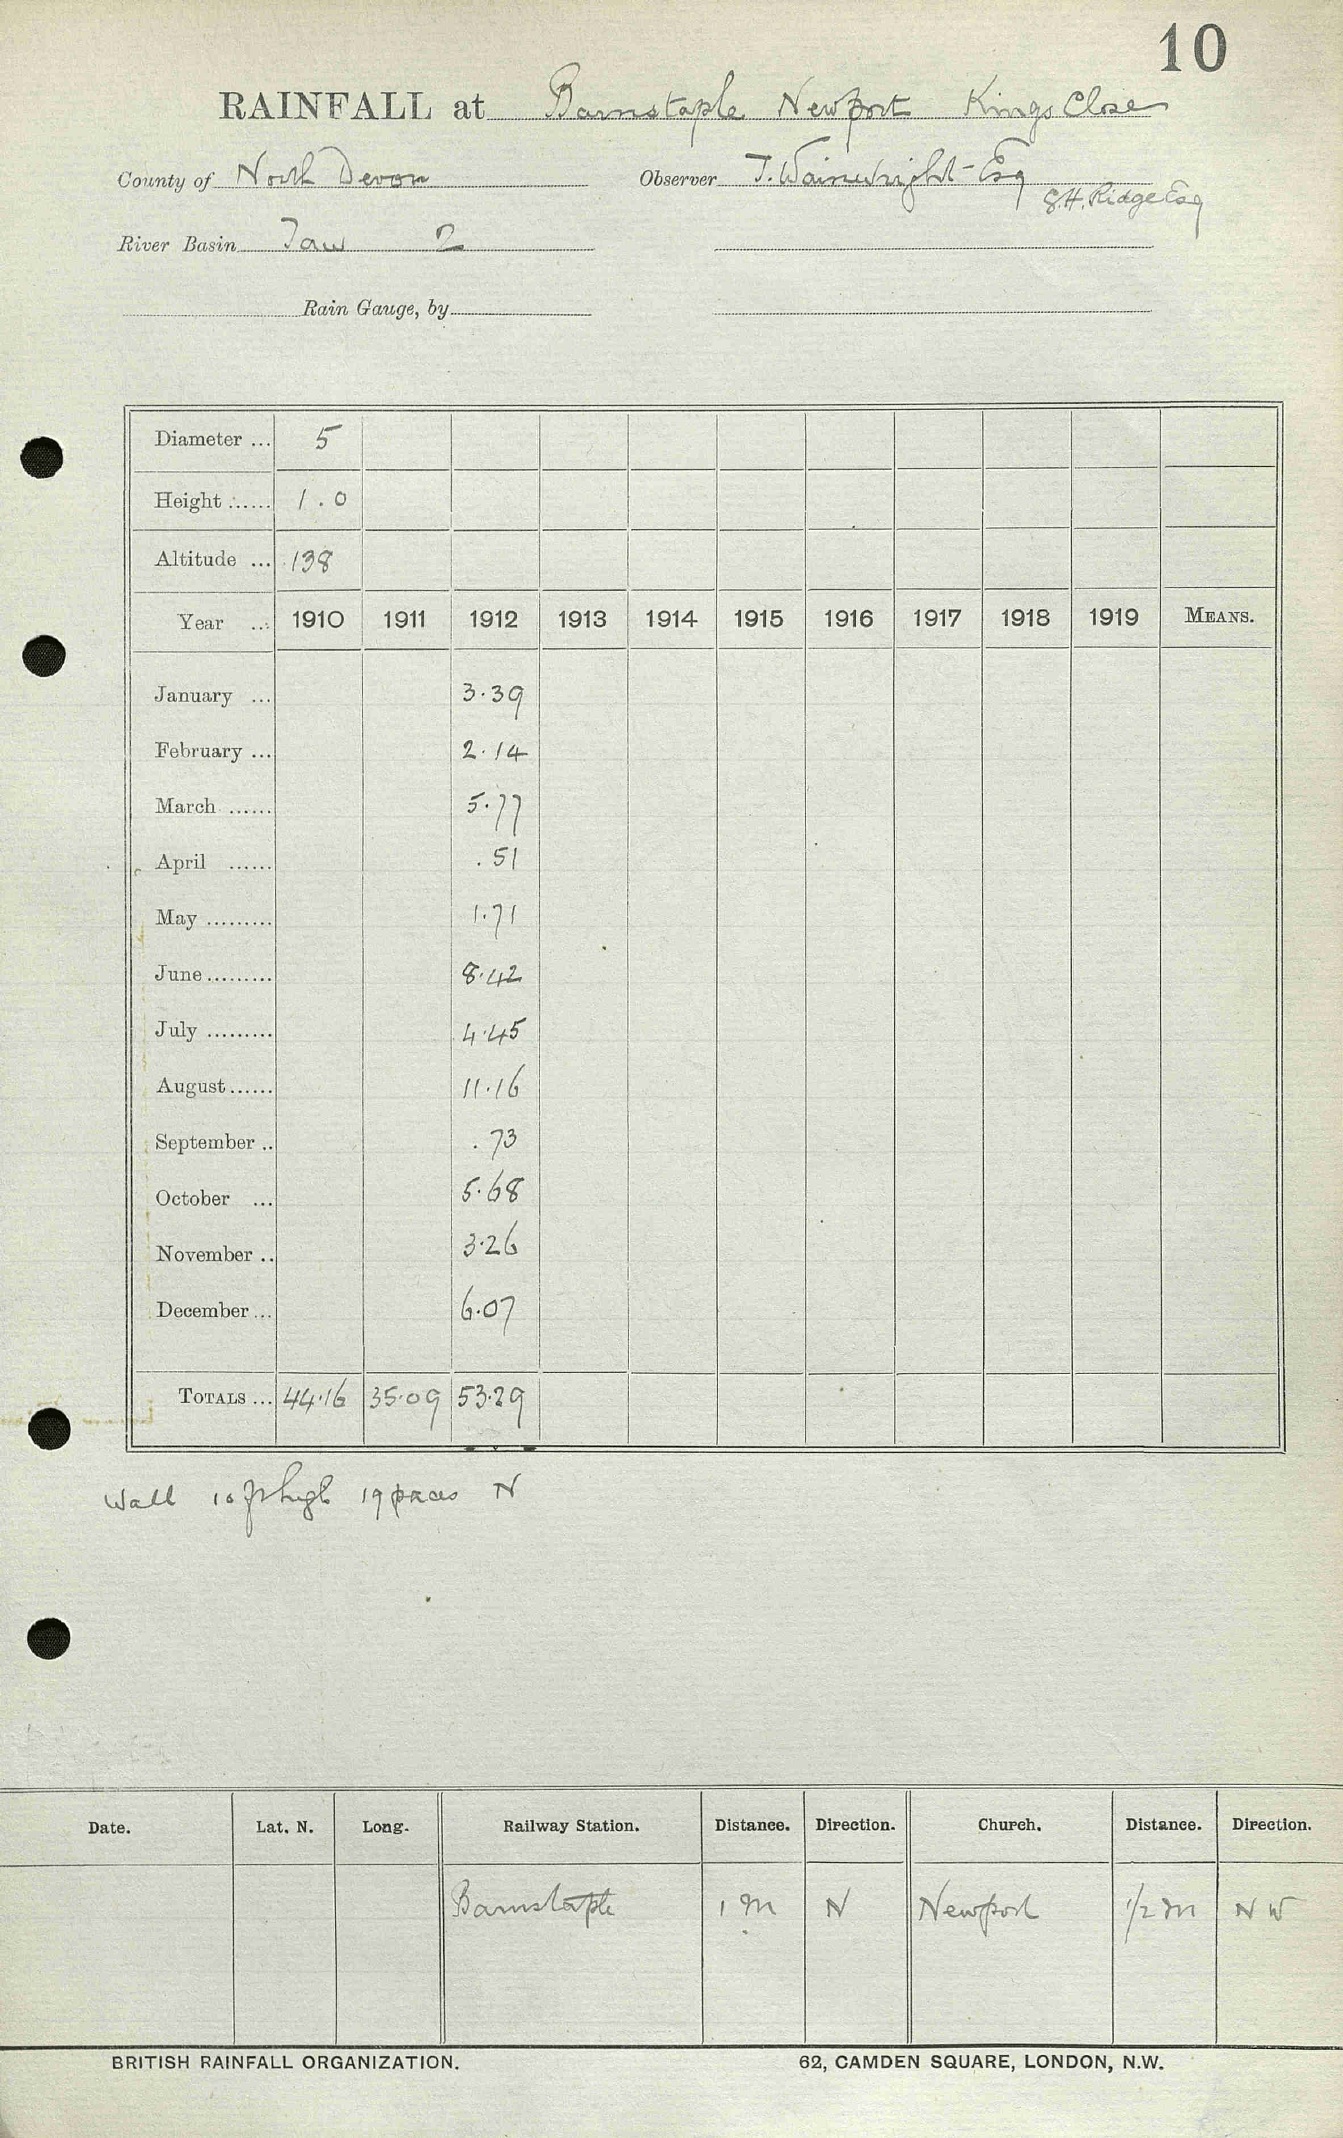 10
RAINFALL at Barnstaple Newport Kings Close
County of North Devon Observer T. Wainwright Esq
S.H. Ridge Esq
River Basin Taw 2
Rain Gauge, by
Diameter ... 5
Height ...... 1.0
Altitude ... 138
Year ... 1910 1911 1912 1913 1914 1915 1916 1917 1918 1919 MEANS.
January ... 3.39
February ... 2.14
March ...... 5.77
April ...... .51
May ......... 1.71
June ......... 8.42
July ......... 4.45
August ...... 11.16
September .. .73
October ... 5.68
November .. 3.26
December ... 6.07
TOTALS ... 44.16 35.09 53.29
Wall 10 ft high 19 paces N
Date. Lat. N. Long. Railway Station. Distance. Direction. Church. Distance. Direction.
Barnstaple 1 m N Newport 1/2 m NW
BRITISH RAINFALL ORGANIZATION. 62, CAMDEN SQUARE, LONDON, N.W.